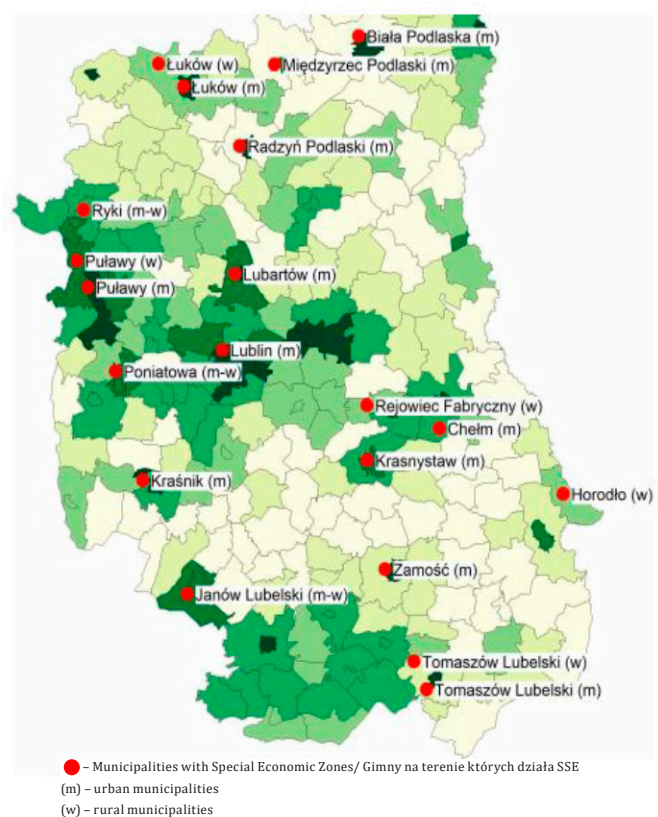 Biała Podlaska (m)
Łuków (w)
Międzyrzec Podlaski (m)
Łuków (m)
Radzyń Podlaski (m)
Ryki (m-w)
Puławy (w)
Lubartów (m)
Puławy (m)
Lublin (m)
Poniatowa (m-w)
Rejowiec Fabryczny (w)
Chełm (m)
Krasnystaw (m)
Kraśnik (m)
Horodło (w)
Zamość (m)
Janów Lubelski (m-w)
Tomaszów Lubelski (w)
Tomaszów Lubelski (m)
– Municipalities with Special Economic Zones/ Gimny na terenie których działa SSE
(m) – urban municipalities
(w) – rural municipalities